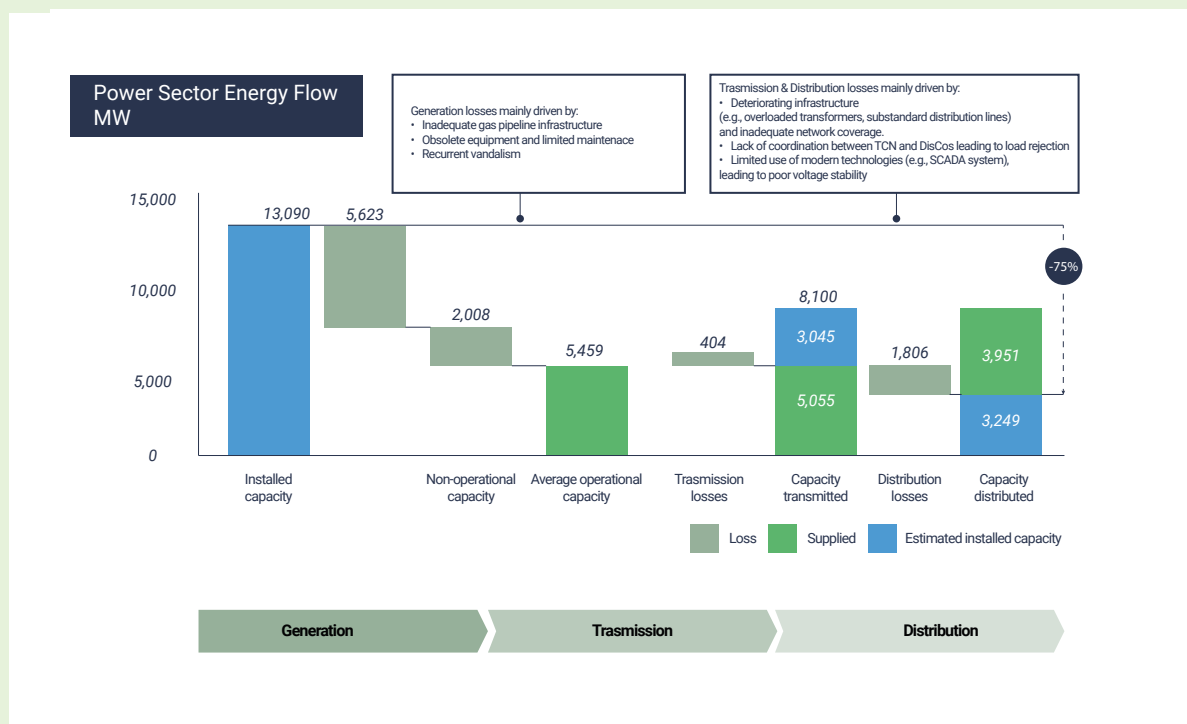 Power Sector Energy Flow
MW
Generation losses mainly driven by:
• Inadequate gas pipeline infrastructure
• Obsolete equipment and limited maintenace
• Recurrent vandalism
Trasmission & Distribution losses mainly driven by:
• Deteriorating infrastructure
(e.g., overloaded transformers, substandard distribution lines)
and inadequate network coverage.
• Lack of coordination between TCN and DisCos leading to load rejection
• Limited use of modern technologies (e.g., SCADA system),
leading to poor voltage stability
15,000
10,000
5,000
0
13,090
5,623
2,008
5,459
404
8,100
3,045
5,055
1,806
3,951
3,249
-75%
Installed
capacity
Non-operational
capacity
Average operational
capacity
Trasmission
losses
Capacity
transmitted
Distribution
losses
Capacity
distributed
Loss
Supplied
Estimated installed capacity
Generation
Trasmission
Distribution